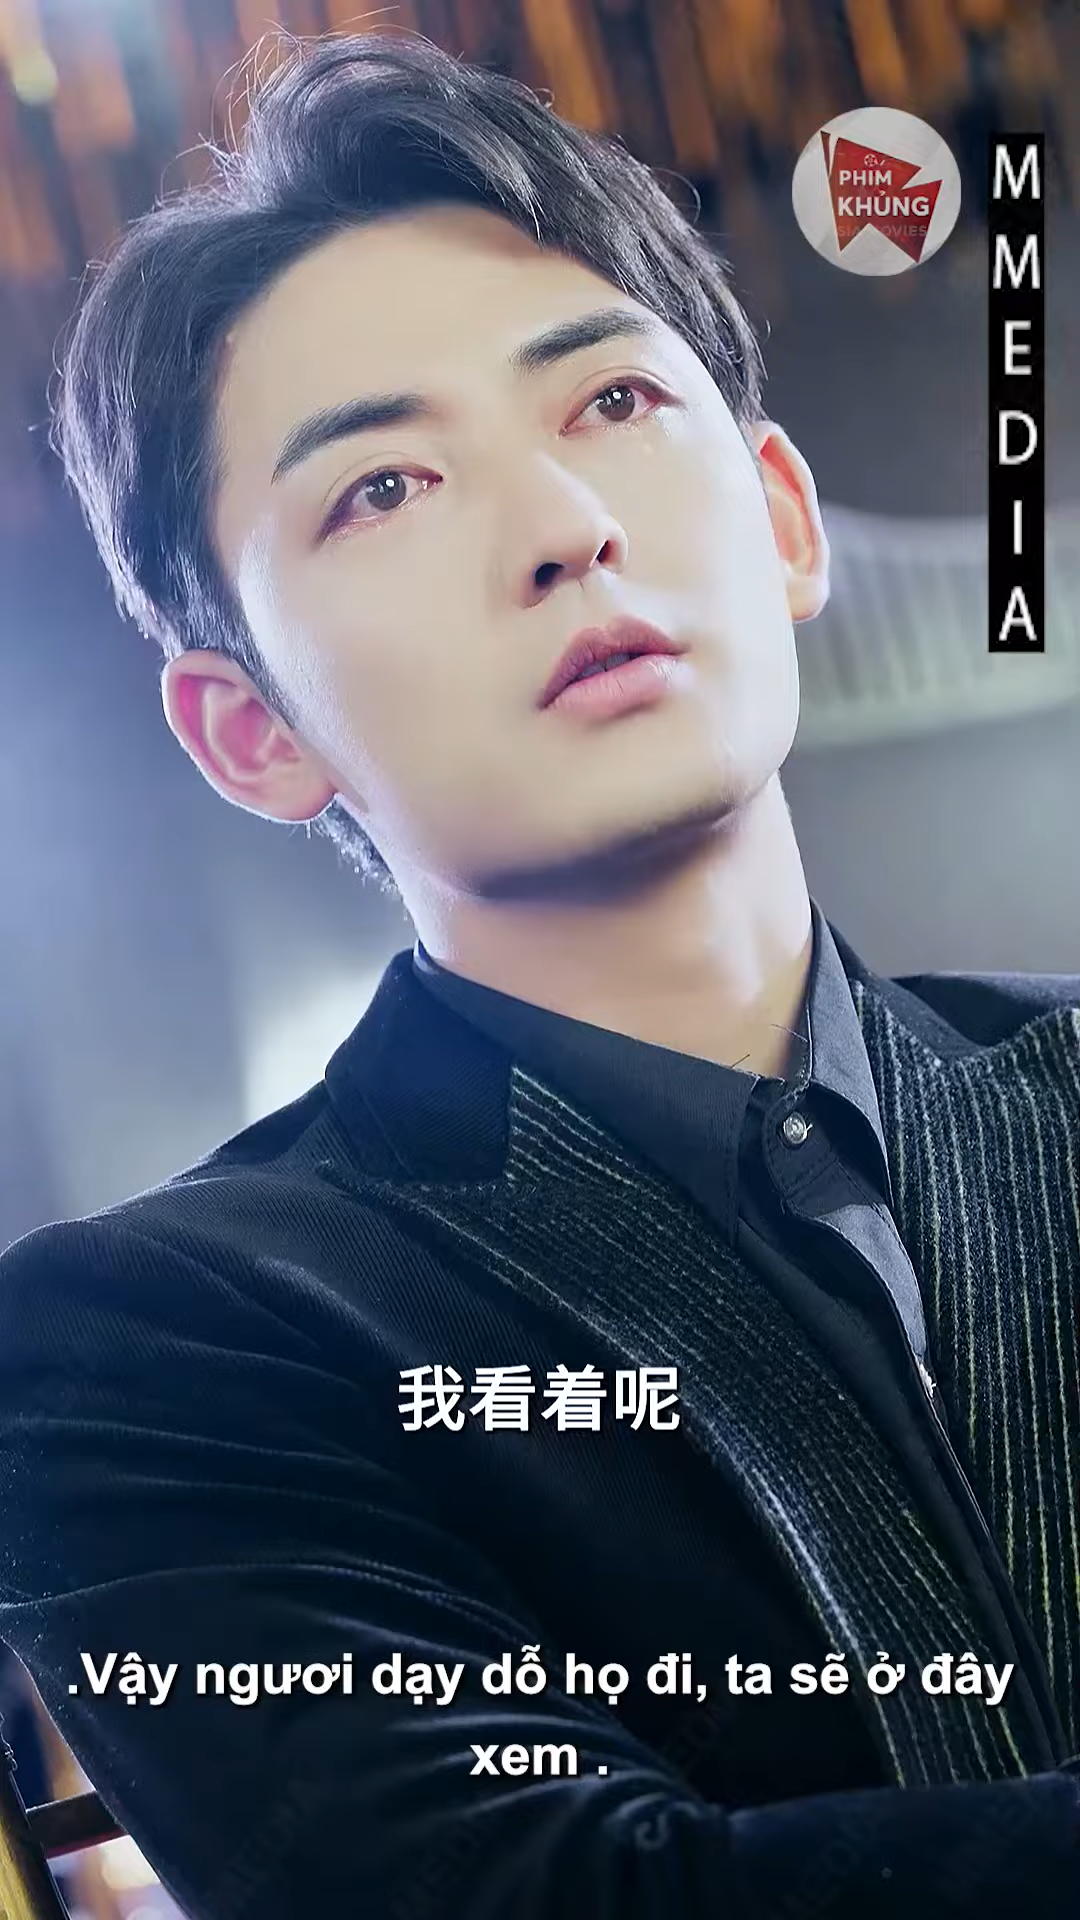 PHIM
KHỦNG
M
M
E
D
I
A
我看着呢
.Vậy ngươi dạy dỗ họ đi, ta sẽ ở đây
xem .